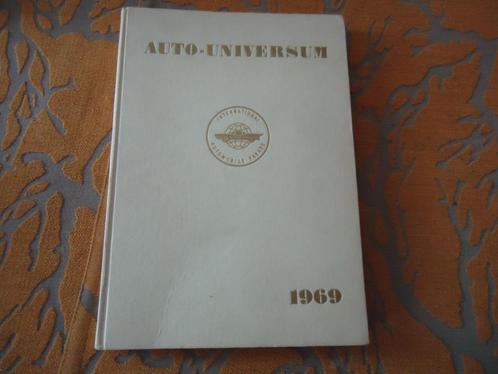 AUTO-UNIVERSUM
INTERNATIONAL
AUTOMOBILE PARADE
1969